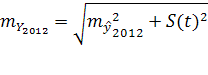 m_{Y_{2012}} = \sqrt{m_{\hat{y}}{}^{2}_{2012} + S(t)^2}